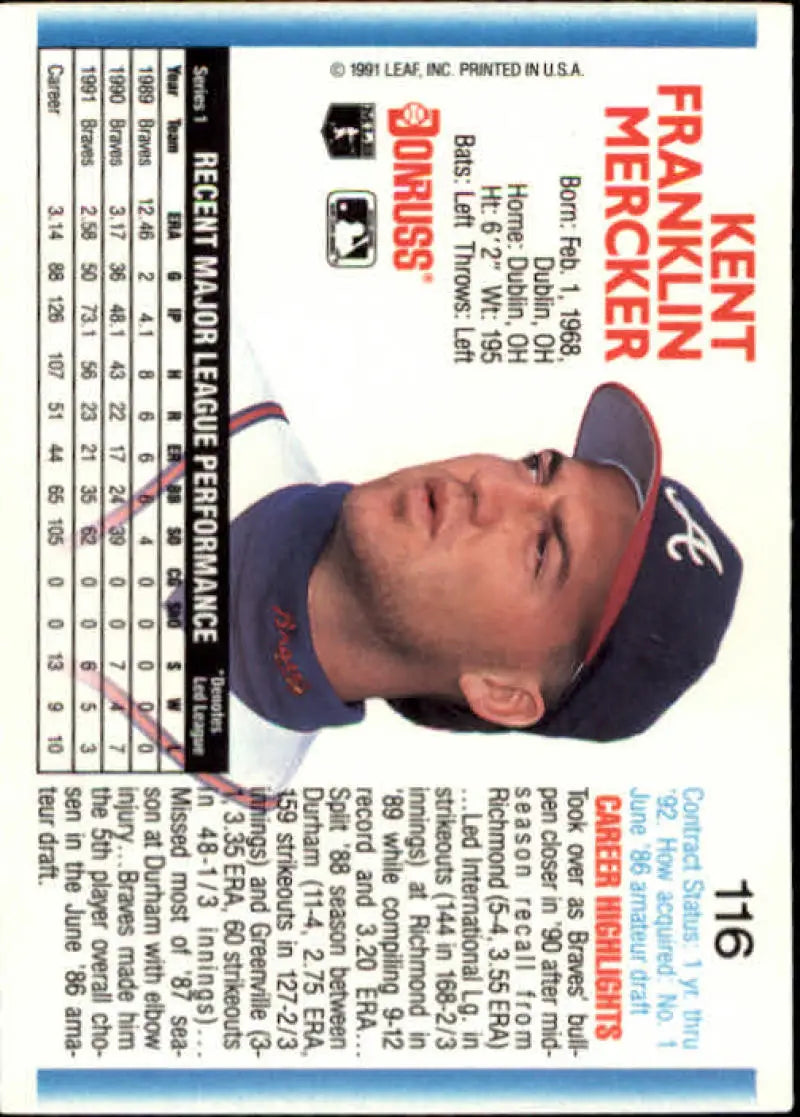 KENT
FRANKLIN
MERCKER
Born: Feb. 1, 1968,
Dublin, OH
Home: Dublin, OH
Ht: 6'2" Wt: 195
Bats: Left Throws: Left
DONRUSS®
MLB
© 1991 LEAF, INC. PRINTED IN U.S.A.
A
Braves
116
Contract Status: 1 yr. thru
'92. How acquired: No. 1
June '86 amateur draft
CAREER HIGHLIGHTS
Took over as Braves' bull-
pen closer in '90 after mid-
season recall from
Richmond (5-4, 3.55 ERA)
...Led International Lg. in
strikeouts (144 in 168-2/3
innings) at Richmond in
'89 while compiling 9-12
record and 3.20 ERA...
Split '88 season between
Durham (11-4, 2.75 ERA,
159 strikeouts in 127-2/3
innings) and Greenville (3-
1, 3.35 ERA, 60 strikeouts
in 48-1/3 innings)...
Missed most of '87 sea-
son at Durham with elbow
injury...Braves made him
the 5th player overall cho-
sen in the June '86 ama-
teur draft.
Series 1 RECENT MAJOR LEAGUE PERFORMANCE *Denotes Led League
Year Team ERA G IP H R ER BB SO CG SHO S W L
1989 Braves 12.46 2 4.1 8 6 6 6 4 0 0 0 0 0
1990 Braves 3.17 36 48.1 43 22 17 24 39 0 0 7 4 7
1991 Braves 2.58 50 73.1 56 23 21 35 62 0 0 6 5 3
Career 3.14 88 126 107 51 44 65 105 0 0 13 9 10